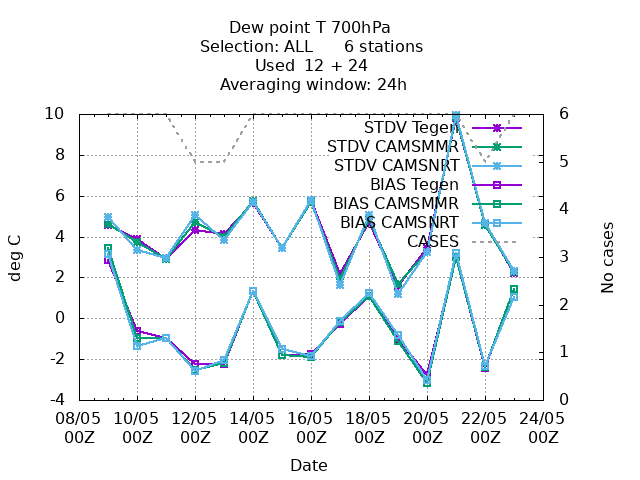 Dew point T 700hPa
Selection: ALL 6 stations
Used 12 + 24
Averaging window: 24h
10
8
6
4
2
0
-2
-4
deg C
6
5
4
3
2
1
0
No cases
STDV Tegen
STDV CAMSMMR
STDV CAMSNRT
BIAS Tegen
BIAS CAMSMMR
BIAS CAMSNRT
CASES
08/05 10/05 12/05 14/05 16/05 18/05 20/05 22/05 24/05
00Z 00Z 00Z 00Z 00Z 00Z 00Z 00Z 00Z
Date